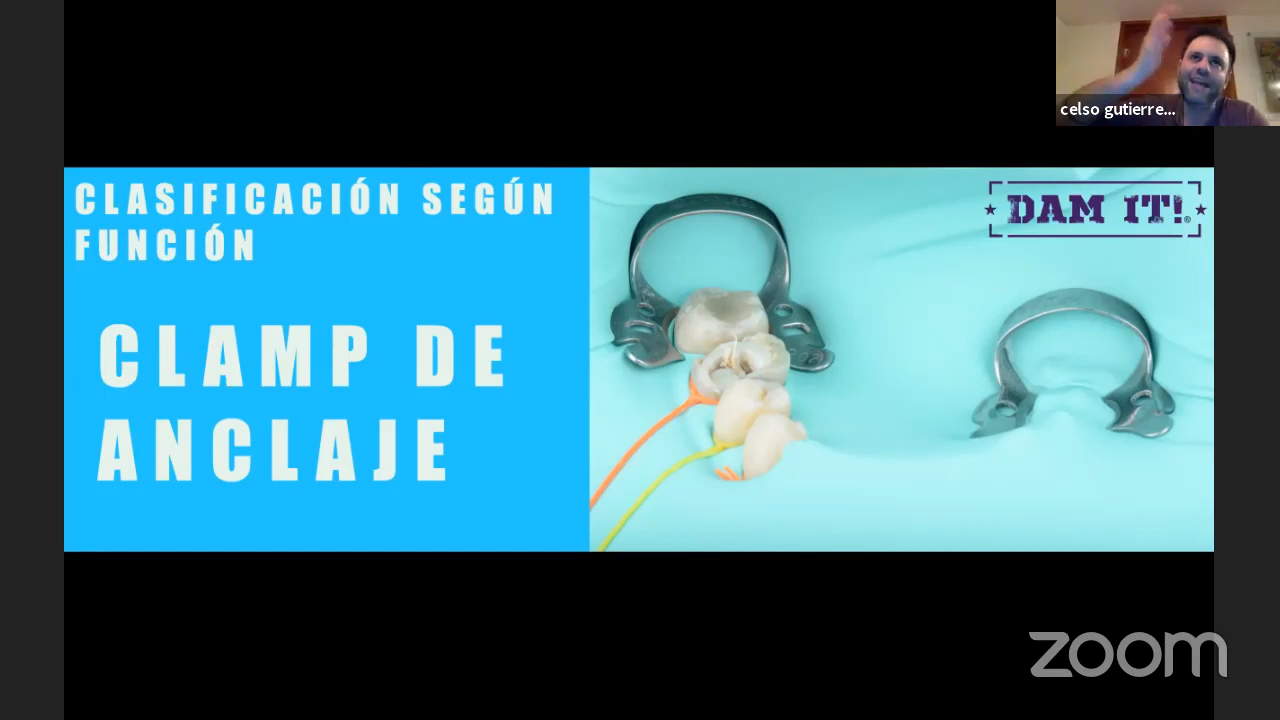 celso gutierre...
CLASIFICACIÓN SEGÚN
FUNCIÓN
DAM IT!®
CLAMP DE
ANCLAJE
zoom